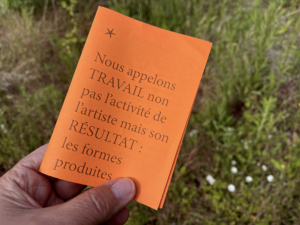 *
Nous appelons
TRAVAIL non
pas l'activité de
l'artiste mais son
RÉSULTAT :
les formes
produites